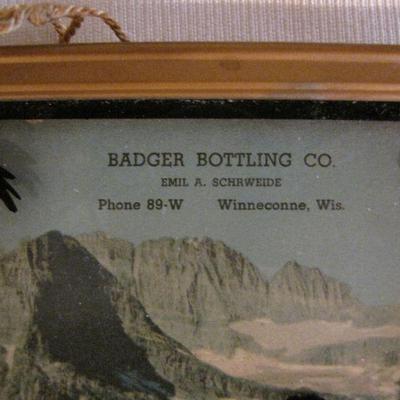 BADGER BOTTLING CO.
EMIL A. SCHRWEIDE
Phone 89-W Winneconne, Wis.